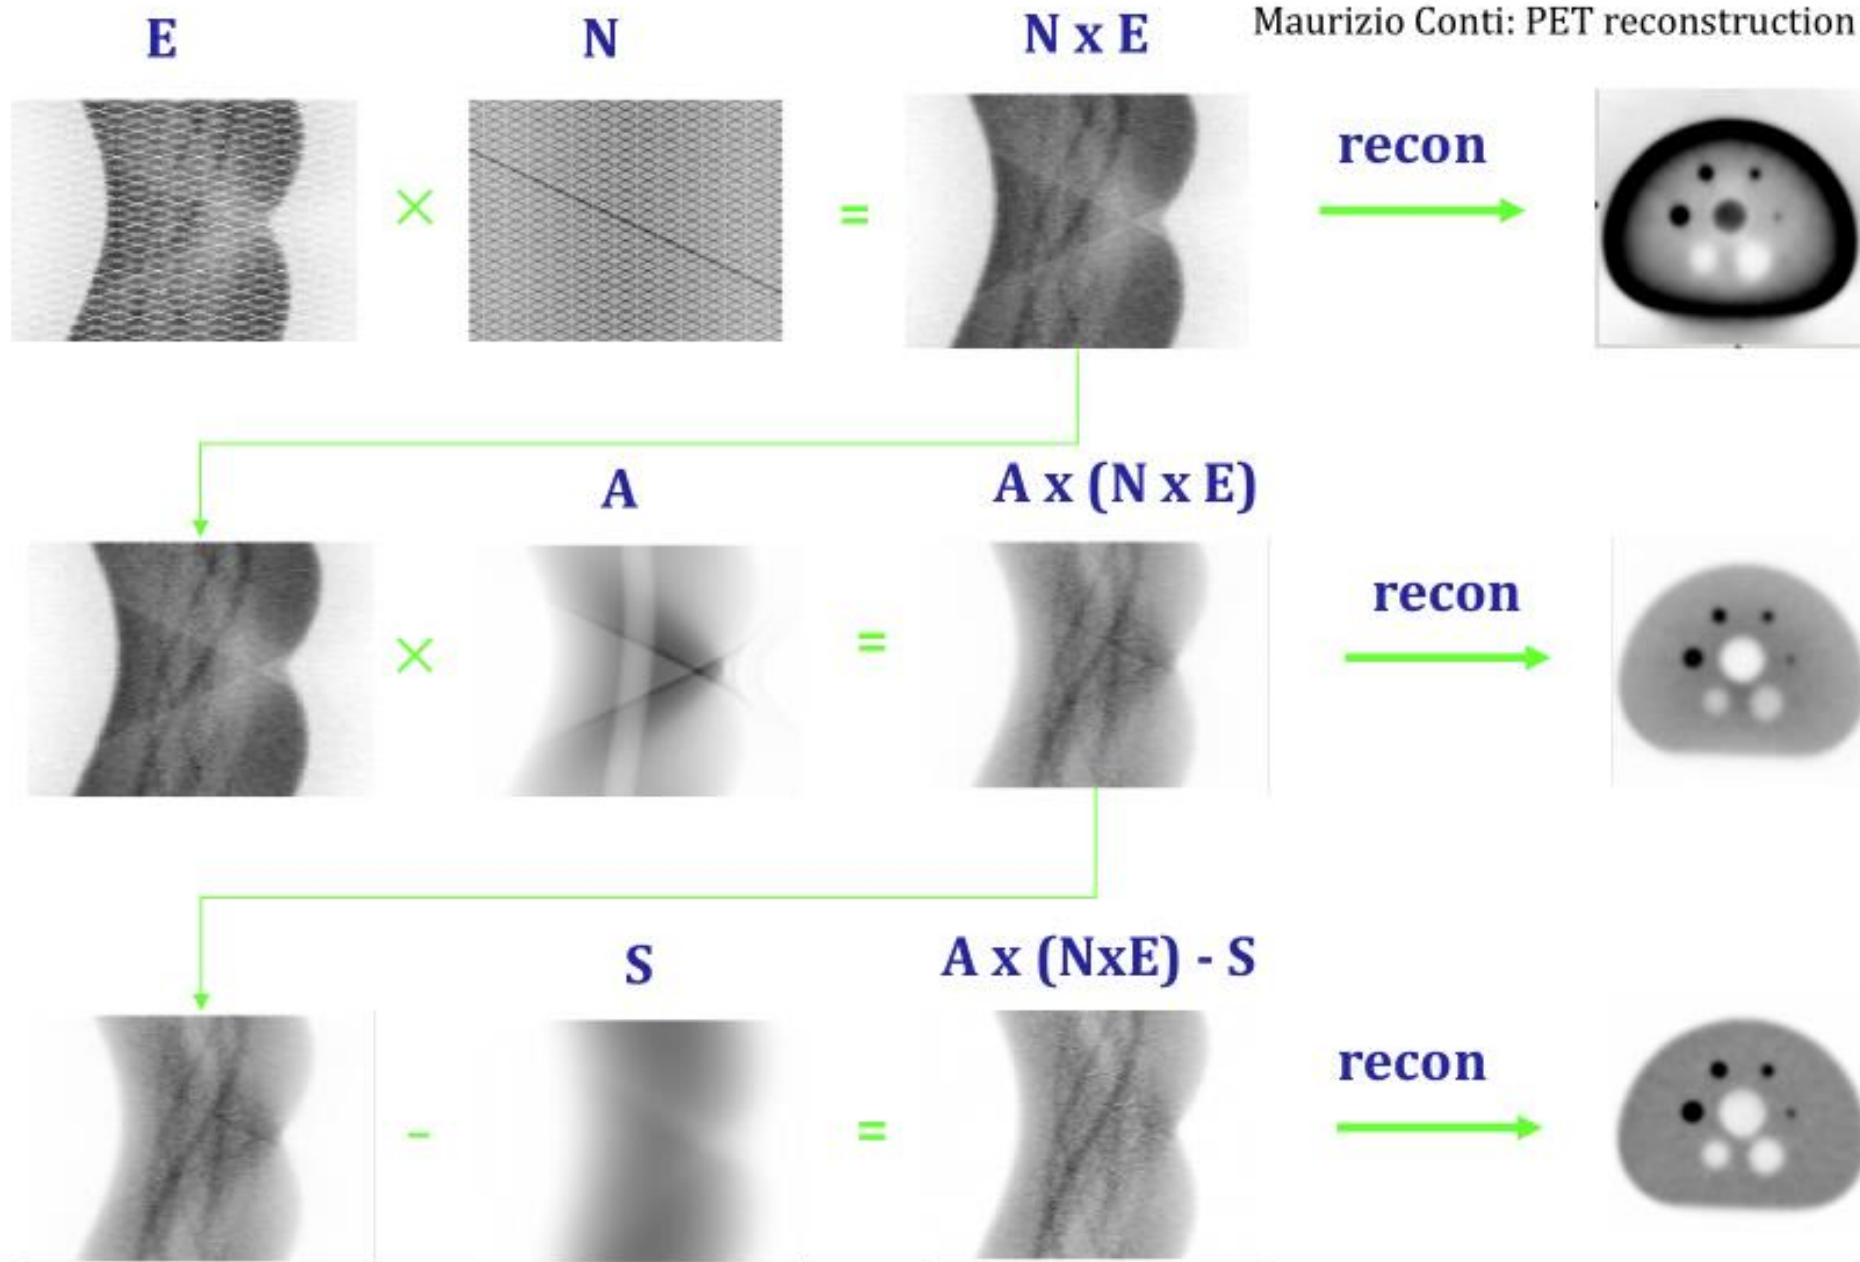 E
N
N x E
Maurizio Conti: PET reconstruction
×
=
recon
A
A x (N x E)
×
=
recon
S
A x (NxE) - S
-
=
recon